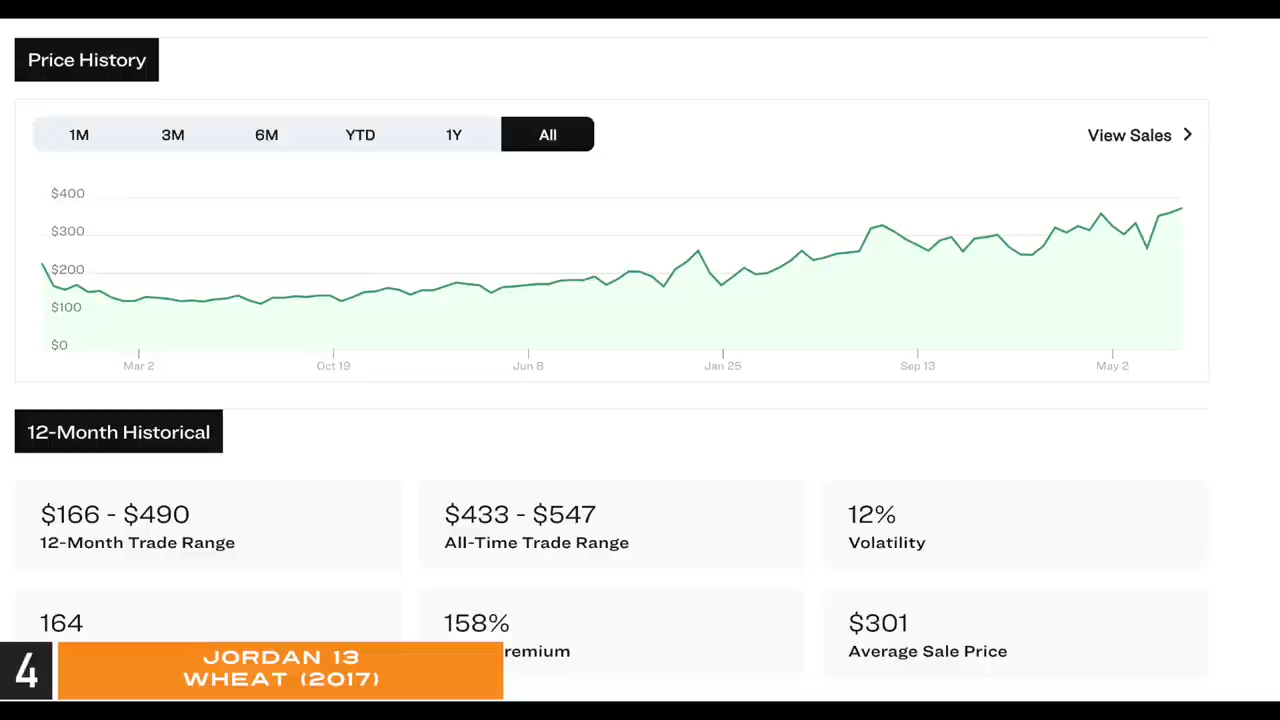 Price History
1M 3M 6M YTD 1Y All
View Sales
$400
$300
$200
$100
$0
Mar 2 Oct 19 Jun 8 Jan 25 Sep 13 May 2
12-Month Historical
$166 - $490
12-Month Trade Range
$433 - $547
All-Time Trade Range
12%
Volatility
164
158%
remium
$301
Average Sale Price
4
JORDAN 13
WHEAT (2017)